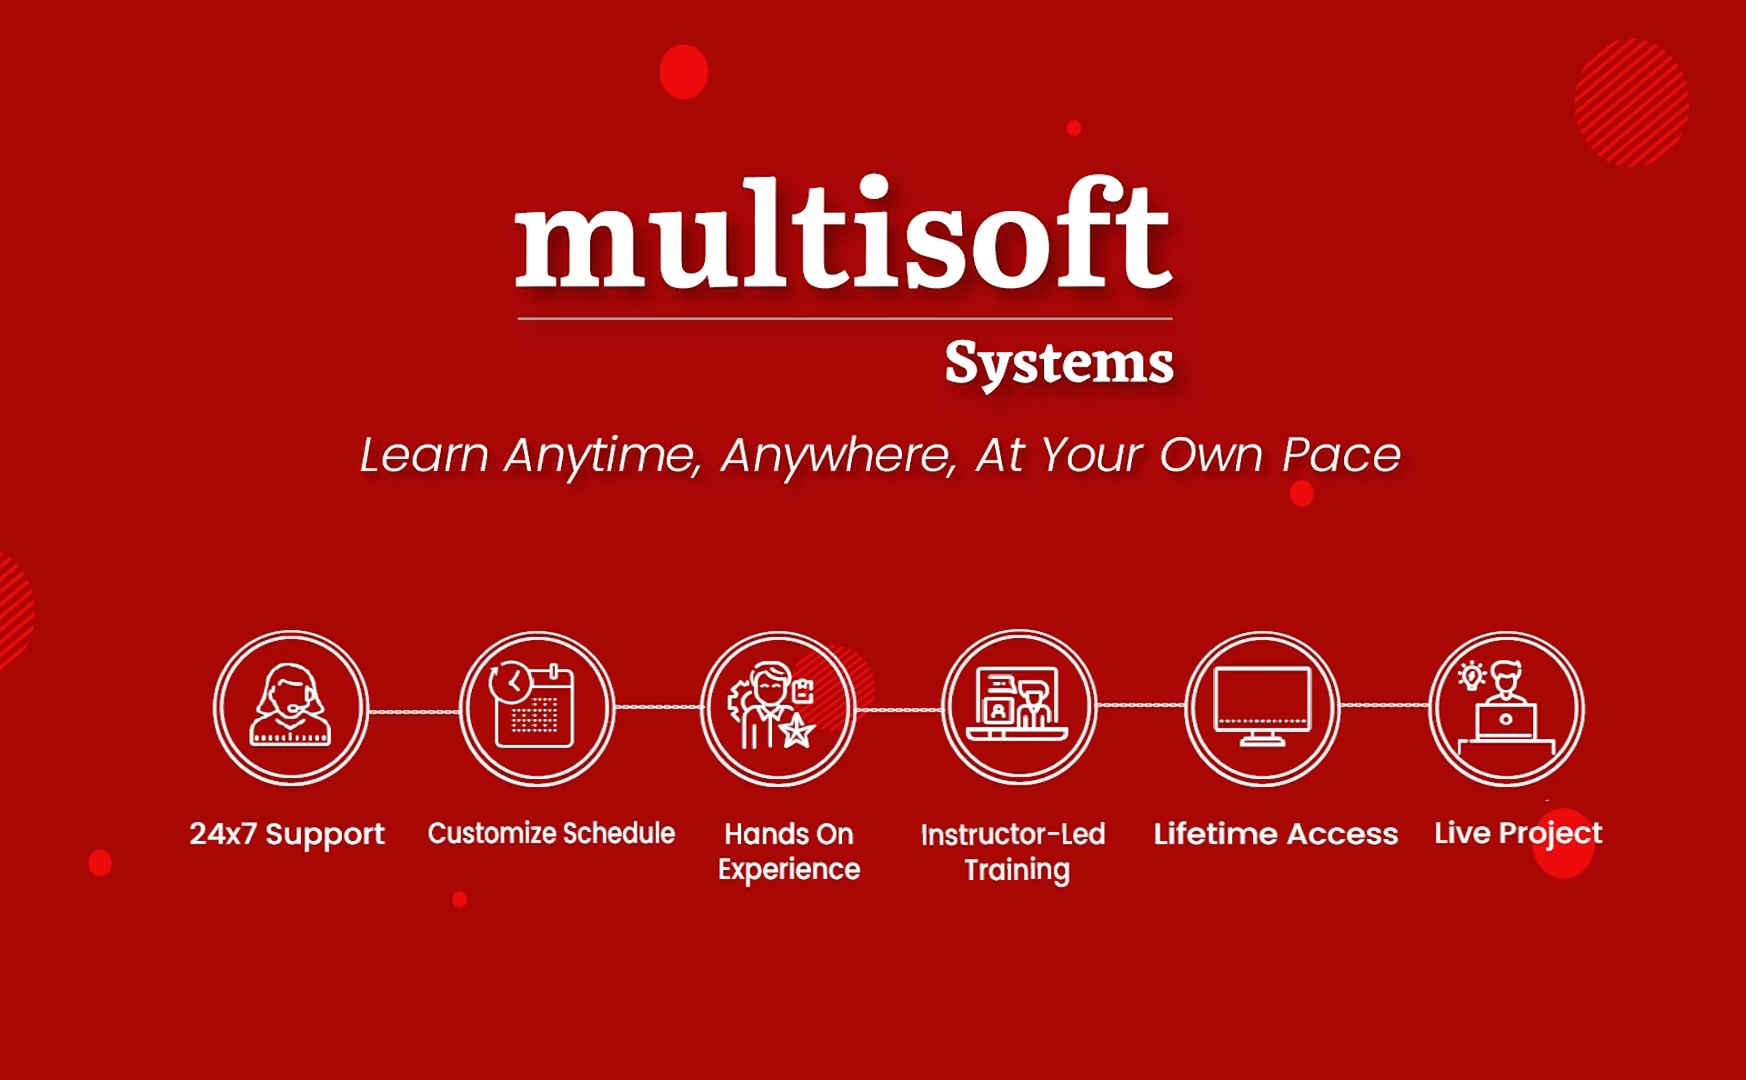 multisoft
Systems
Learn Anytime, Anywhere, At Your Own Pace
24x7 Support
Customize Schedule
Hands On
Experience
Instructor-Led
Training
Lifetime Access
Live Project